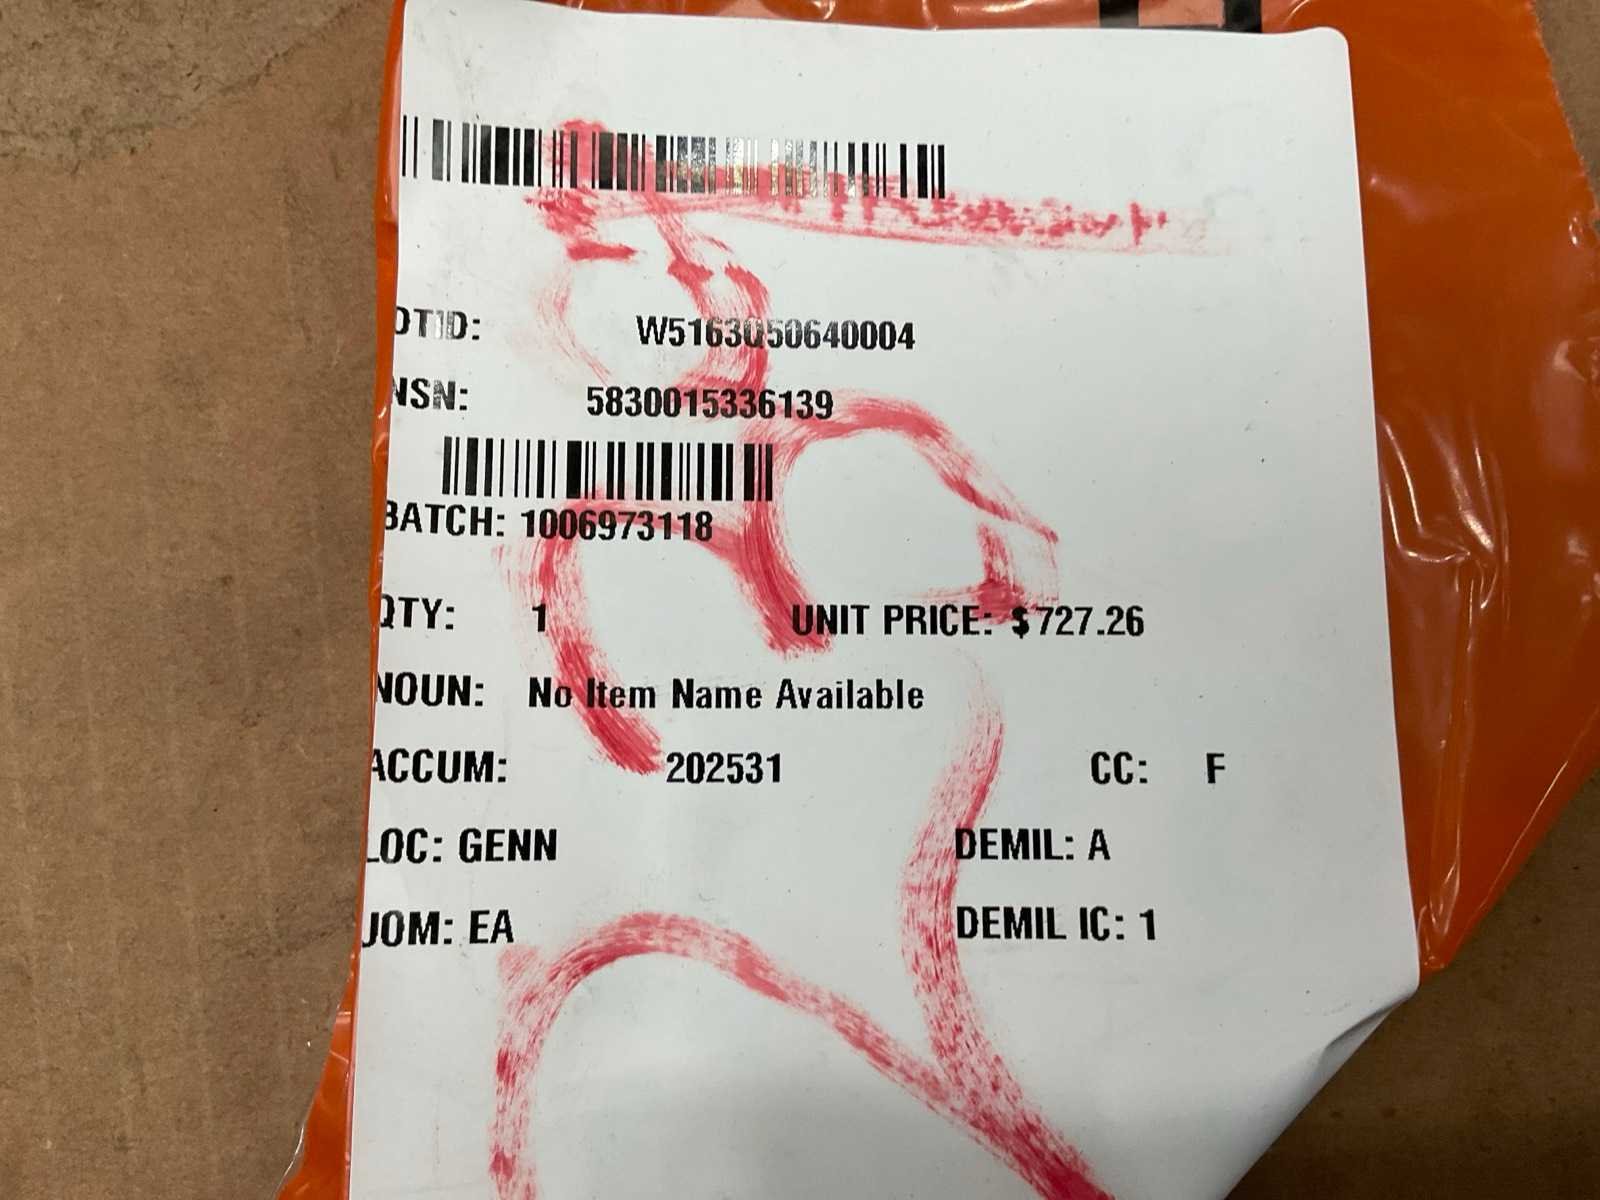 DTID: W5163Q50640004
NSN: 5830015336139
BATCH: 1006973118
QTY: 1 UNIT PRICE: $727.26
NOUN: No Item Name Available
ACCUM: 202531 CC: F
LOC: GENN DEMIL: A
UOM: EA DEMIL IC: 1